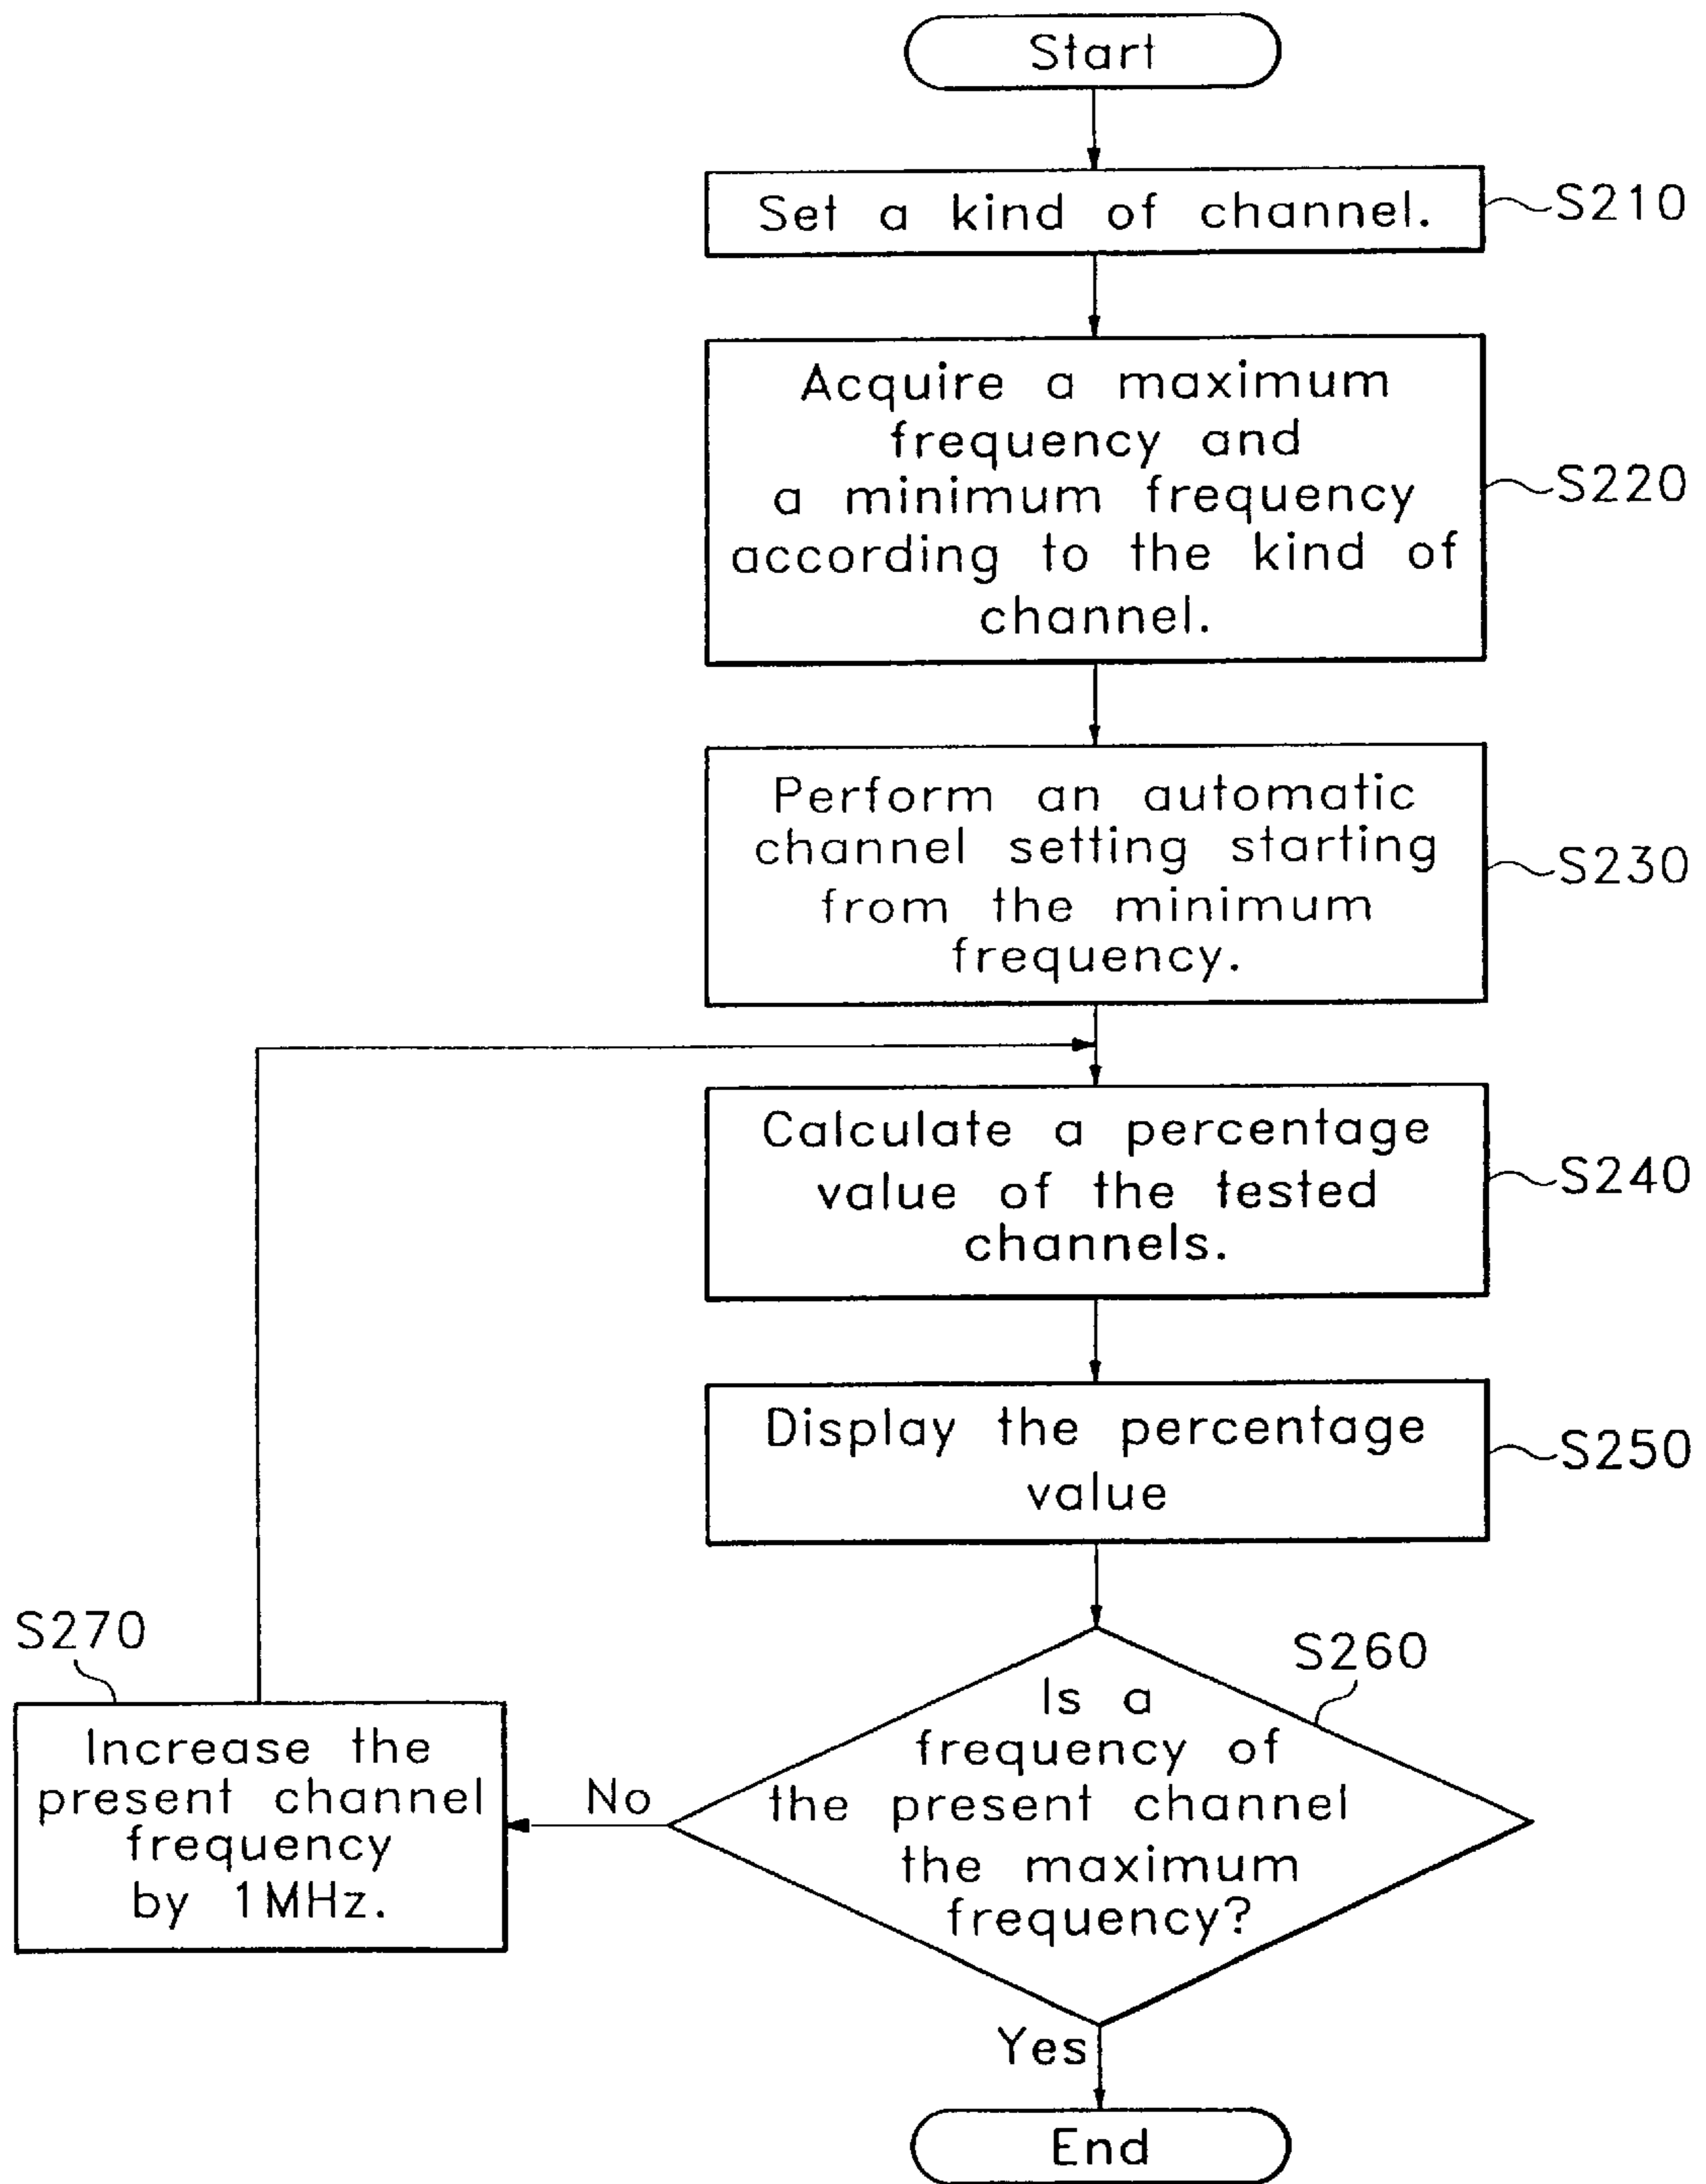 Start
Set a kind of channel.
S210
Acquire a maximum
frequency and
a minimum frequency
according to the kind of
channel.
S220
Perform an automatic
channel setting starting
from the minimum
frequency.
S230
Calculate a percentage
value of the tested
channels.
S240
Display the percentage
value
S250
Is a
frequency of
the present channel
the maximum
frequency?
S260
No
S270
Increase the
present channel
frequency
by 1MHz.
Yes
End